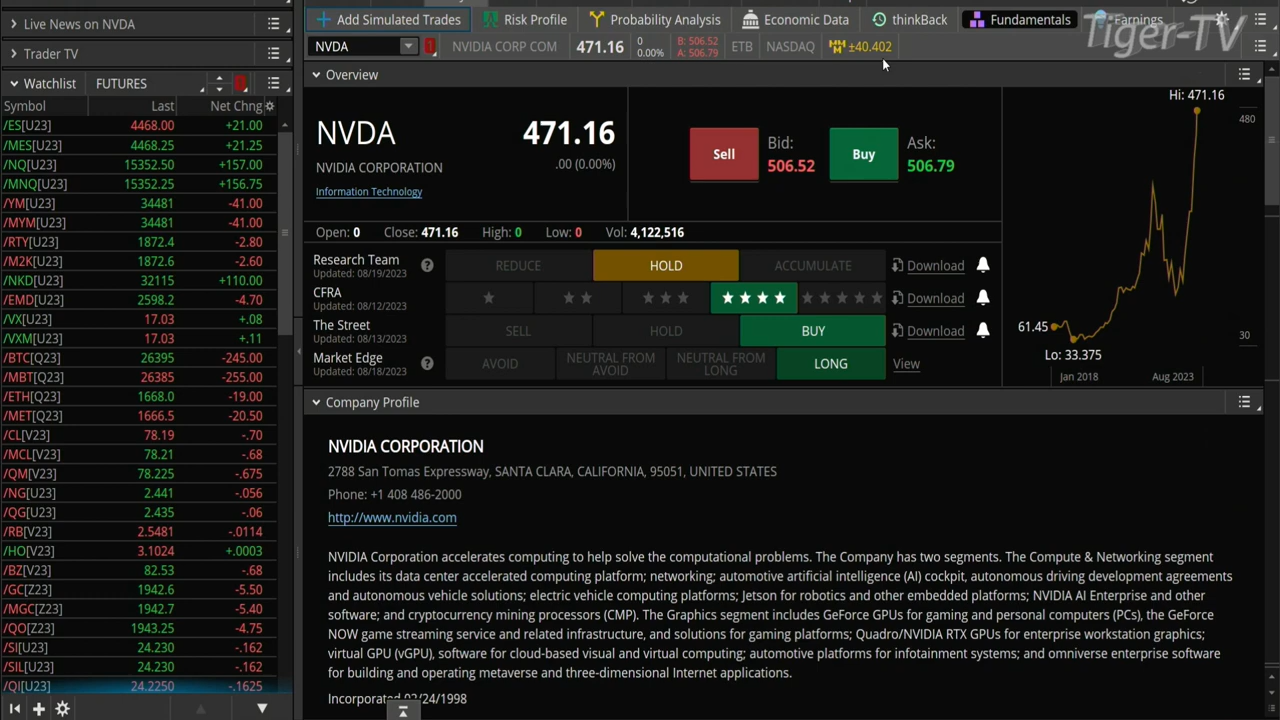 Live News on NVDA
Trader TV
Watchlist FUTURES
Symbol Last Net Chng
/ES[U23] 4468.00 +21.00
/MES[U23] 4468.25 +21.25
/NQ[U23] 15352.50 +157.00
/MNQ[U23] 15352.25 +156.75
/YM[U23] 34481 -41.00
/MYM[U23] 34481 -41.00
/RTY[U23] 1872.4 -2.80
/M2K[U23] 1872.6 -2.60
/NKD[U23] 32115 +110.00
/EMD[U23] 2598.2 -4.70
/VX[U23] 17.03 +.08
/VXM[U23] 17.03 +.11
/BTC[Q23] 26395 -245.00
/MBT[Q23] 26385 -255.00
/ETH[Q23] 1668.0 -19.00
/MET[Q23] 1666.5 -20.50
/CL[V23] 78.19 -.70
/MCL[V23] 78.21 -.68
/QM[V23] 78.225 -.675
/NG[U23] 2.441 -.056
/QG[U23] 2.435 -.06
/RB[V23] 2.5481 -.0114
/HO[V23] 3.1024 +.0003
/BZ[V23] 82.53 -.68
/GC[Z23] 1942.6 -5.50
/MGC[Z23] 1942.7 -5.40
/QO[Z23] 1943.25 -4.75
/SI[U23] 24.230 -.162
/SIL[U23] 24.230 -.162
/QI[U23] 24.2250 -.1625
Add Simulated Trades Risk Profile Probability Analysis Economic Data thinkBack Fundamentals Earnings
Tiger-TV
NVDA NVIDIA CORP COM 471.16 0 0.00% B: 506.52 A: 506.79 ETB NASDAQ ±40.402
Overview
NVDA 471.16
NVIDIA CORPORATION .00 (0.00%)
Information Technology
Sell Bid: 506.52 Buy Ask: 506.79
Open: 0 Close: 471.16 High: 0 Low: 0 Vol: 4,122,516
Research Team REDUCE HOLD ACCUMULATE Download
Updated: 08/19/2023
CFRA ★ ★★ ★★★ ★★★★ ★★★★★ Download
Updated: 08/12/2023
The Street SELL HOLD BUY Download
Updated: 08/13/2023
Market Edge AVOID NEUTRAL FROM AVOID NEUTRAL FROM LONG LONG View
Updated: 08/18/2023
Hi: 471.16
480
61.45
30
Lo: 33.375
Jan 2018 Aug 2023
Company Profile
NVIDIA CORPORATION
2788 San Tomas Expressway, SANTA CLARA, CALIFORNIA, 95051, UNITED STATES
Phone: +1 408 486-2000
http://www.nvidia.com
NVIDIA Corporation accelerates computing to help solve the computational problems. The Company has two segments. The Compute & Networking segment
includes its data center accelerated computing platform; networking; automotive artificial intelligence (AI) cockpit, autonomous driving development agreements
and autonomous vehicle solutions; electric vehicle computing platforms; Jetson for robotics and other embedded platforms; NVIDIA AI Enterprise and other
software; and cryptocurrency mining processors (CMP). The Graphics segment includes GeForce GPUs for gaming and personal computers (PCs), the GeForce
NOW game streaming service and related infrastructure, and solutions for gaming platforms; Quadro/NVIDIA RTX GPUs for enterprise workstation graphics;
virtual GPU (vGPU), software for cloud-based visual and virtual computing; automotive platforms for infotainment systems; and omniverse enterprise software
for building and operating metaverse and three-dimensional Internet applications.
Incorporated 02/24/1998